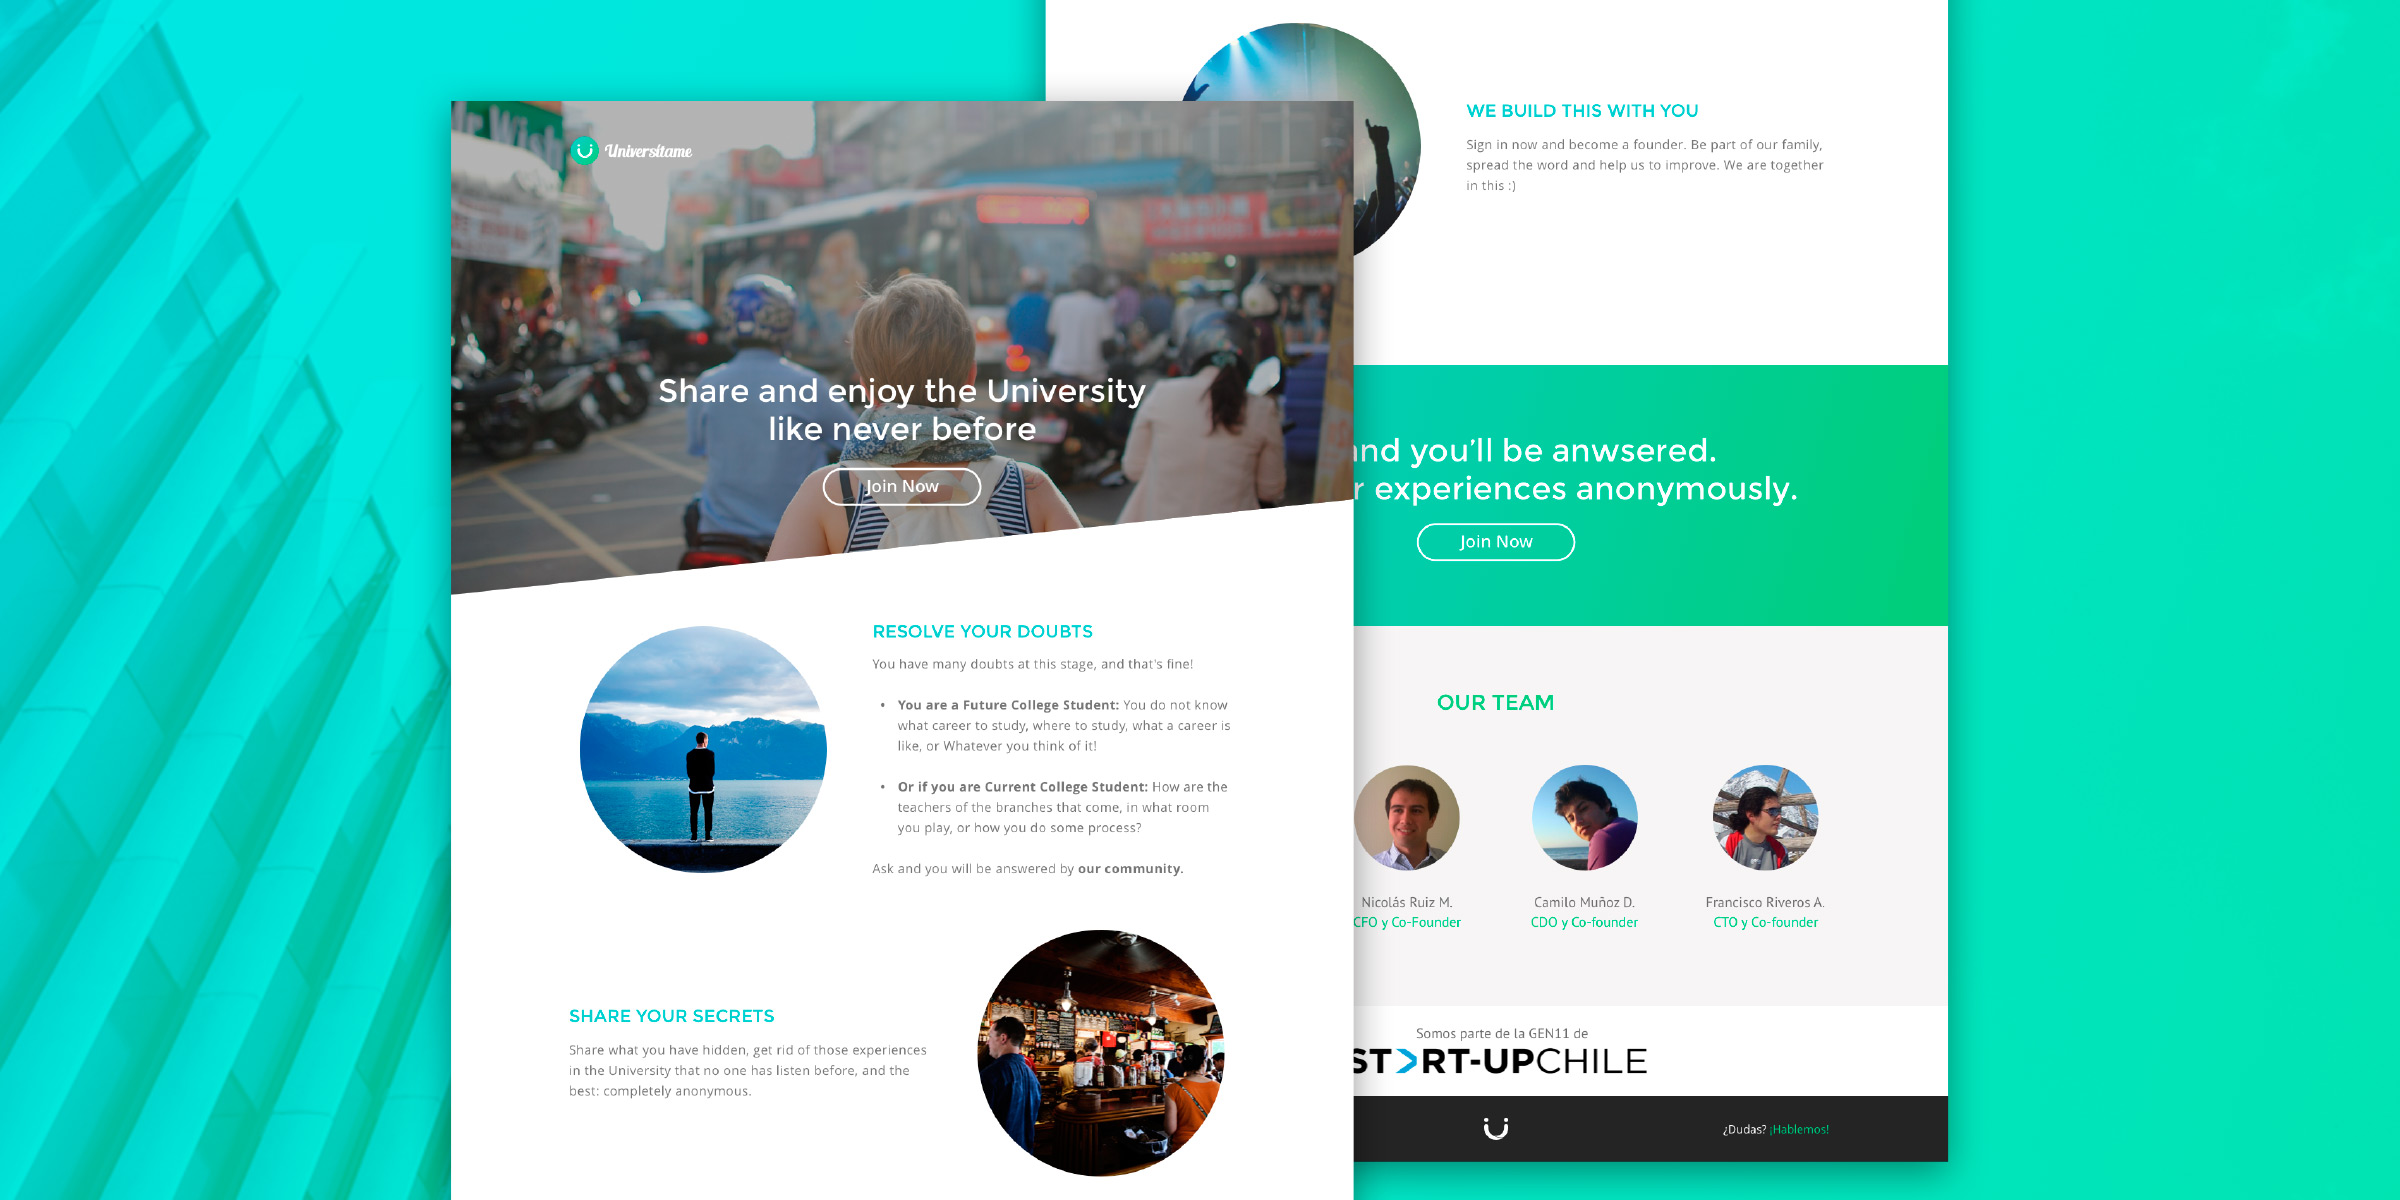 Universitame
Share and enjoy the University
like never before
Join Now
RESOLVE YOUR DOUBTS
You have many doubts at this stage, and that's fine!
• You are a Future College Student: You do not know
what career to study, where to study, what a career is
like, or Whatever you think of it!
• Or if you are Current College Student: How are the
teachers of the branches that come, in what room
you play, or how you do some process?
Ask and you will be answered by our community.
SHARE YOUR SECRETS
Share what you have hidden, get rid of those experiences
in the University that no one has listen before, and the
best: completely anonymous.
WE BUILD THIS WITH YOU
Sign in now and become a founder. Be part of our family,
spread the word and help us to improve. We are together
in this :)
nd you'll be anwsered.
r experiences anonymously.
Join Now
OUR TEAM
Nicolás Ruiz M.
CFO y Co-Founder
Camilo Muñoz D.
CDO y Co-founder
Francisco Riveros A.
CTO y Co-founder
Somos parte de la GEN11 de
ST>RT-UPCHILE
¿Dudas? ¡Hablemos!